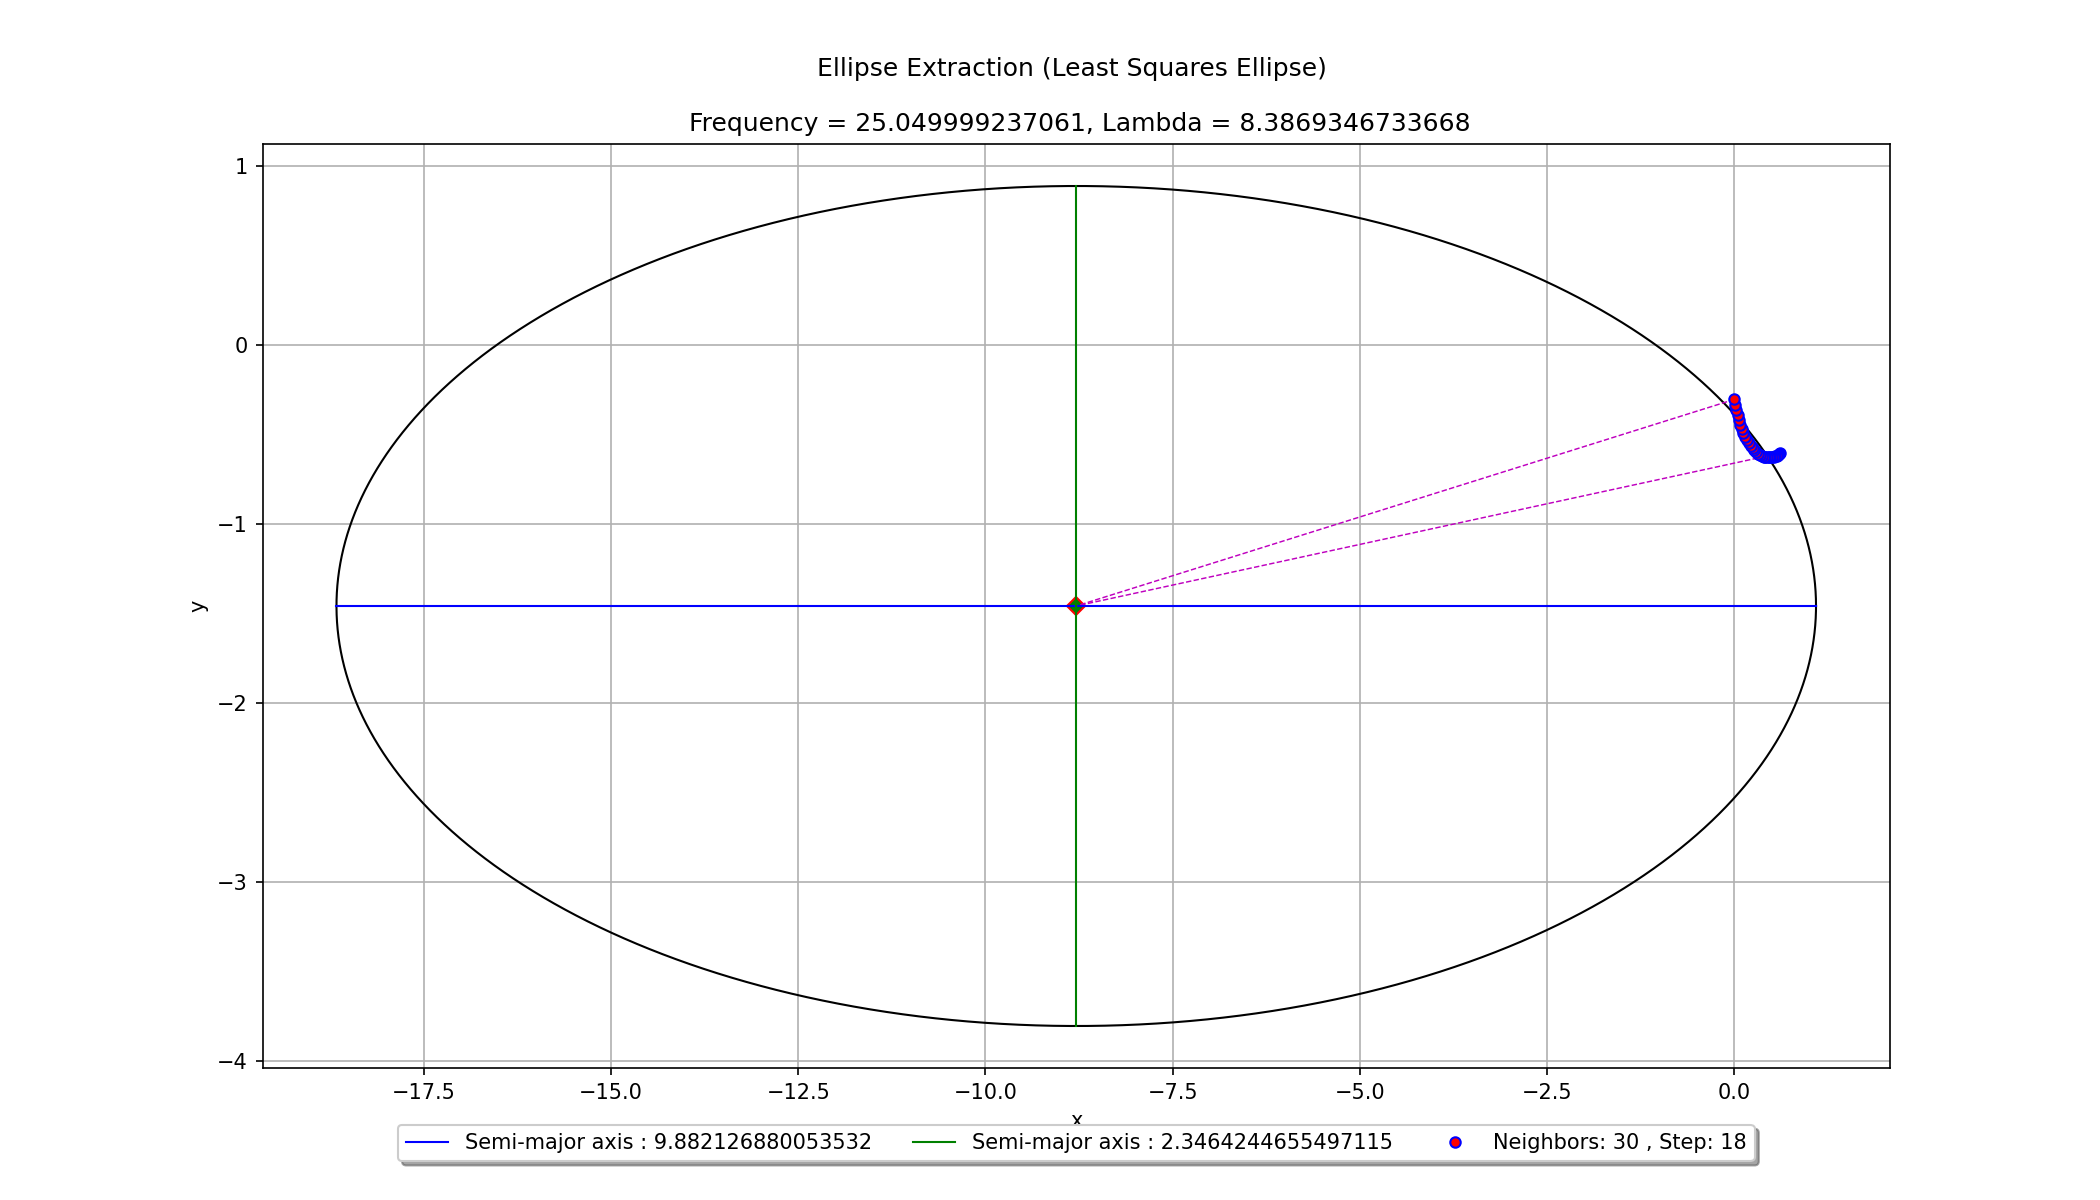 Ellipse Extraction (Least Squares Ellipse)
Frequency = 25.049999237061, Lambda = 8.3869346733668
1
0
−1
−2
−3
−4
y
−17.5 −15.0 −12.5 −10.0 −7.5 −5.0 −2.5 0.0
x
Semi-major axis : 9.882126880053532 Semi-major axis : 2.3464244655497115 Neighbors: 30 , Step: 18